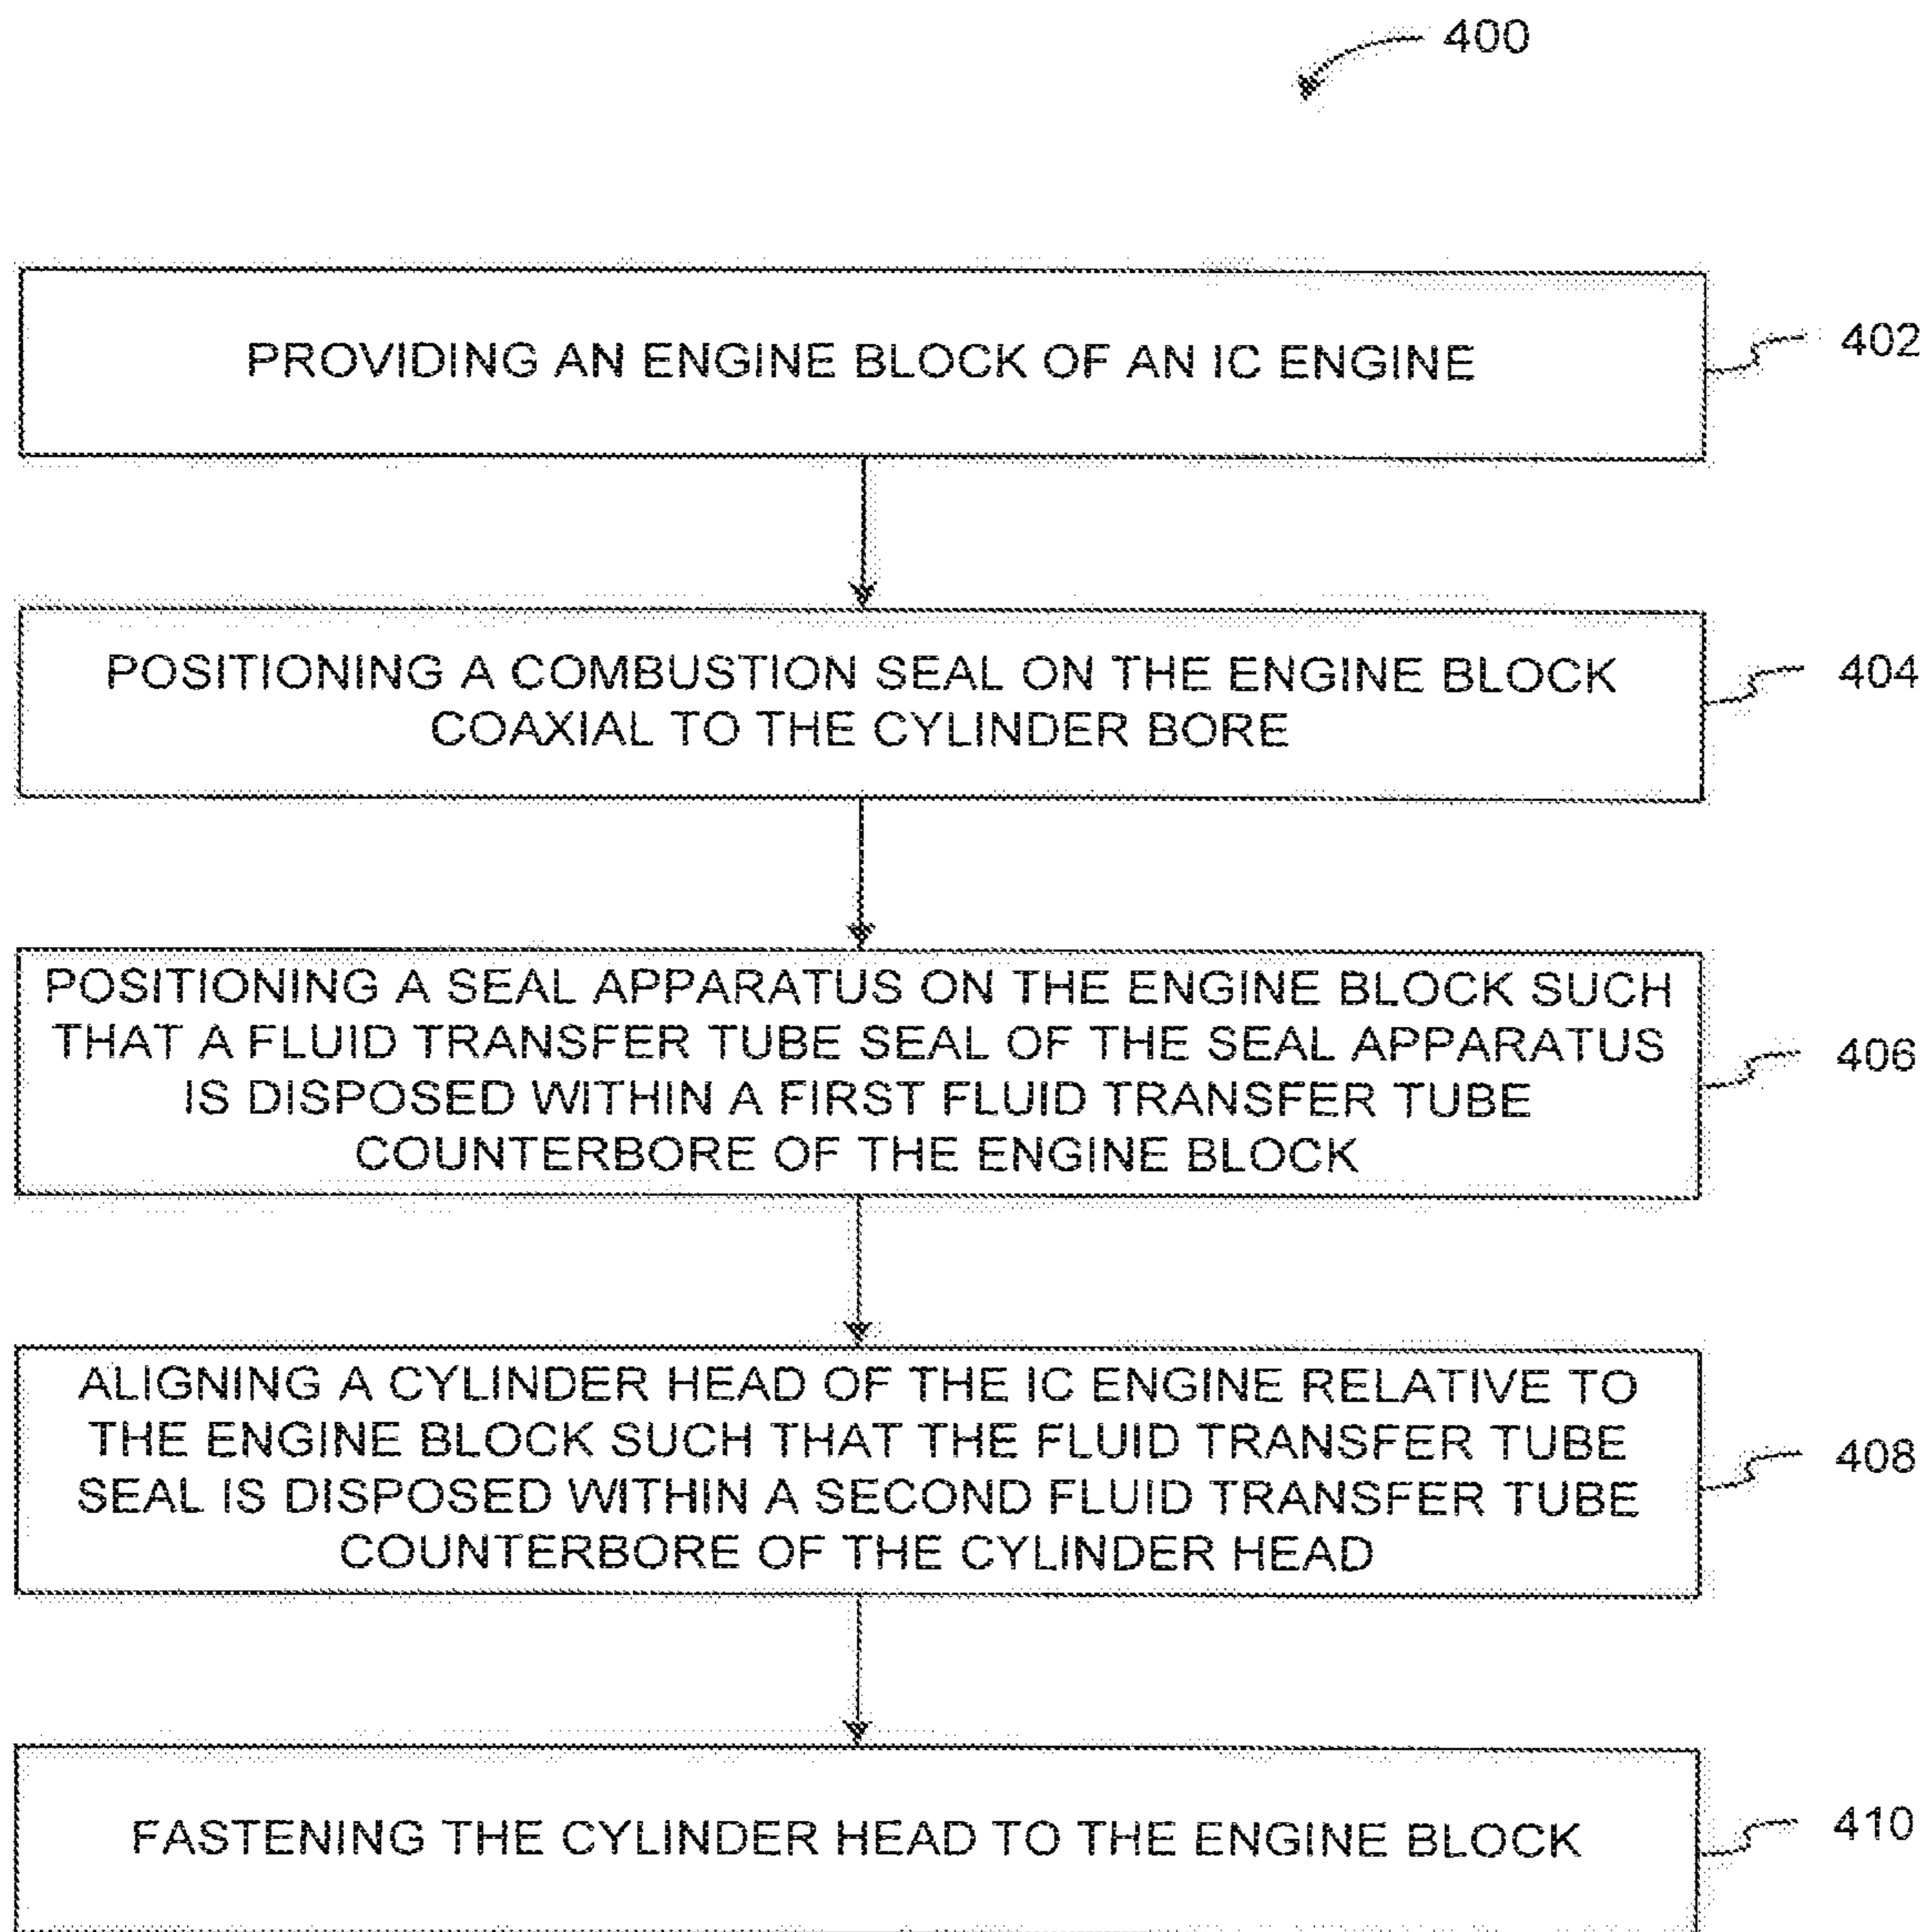 400
PROVIDING AN ENGINE BLOCK OF AN IC ENGINE
402
POSITIONING A COMBUSTION SEAL ON THE ENGINE BLOCK
COAXIAL TO THE CYLINDER BORE
404
POSITIONING A SEAL APPARATUS ON THE ENGINE BLOCK SUCH
THAT A FLUID TRANSFER TUBE SEAL OF THE SEAL APPARATUS
IS DISPOSED WITHIN A FIRST FLUID TRANSFER TUBE
COUNTERBORE OF THE ENGINE BLOCK
406
ALIGNING A CYLINDER HEAD OF THE IC ENGINE RELATIVE TO
THE ENGINE BLOCK SUCH THAT THE FLUID TRANSFER TUBE
SEAL IS DISPOSED WITHIN A SECOND FLUID TRANSFER TUBE
COUNTERBORE OF THE CYLINDER HEAD
408
FASTENING THE CYLINDER HEAD TO THE ENGINE BLOCK
410